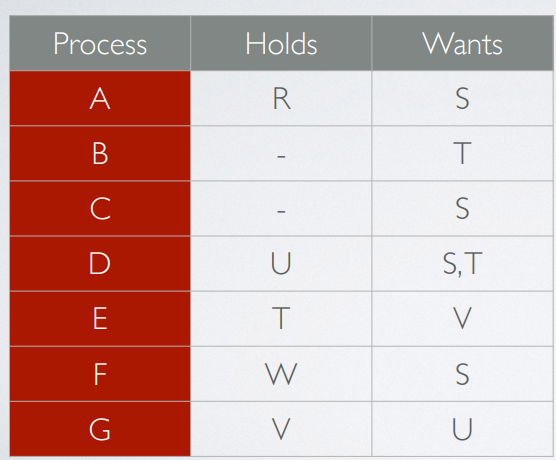 Process Holds Wants
A R S
B - T
C - S
D U S,T
E T V
F W S
G V U